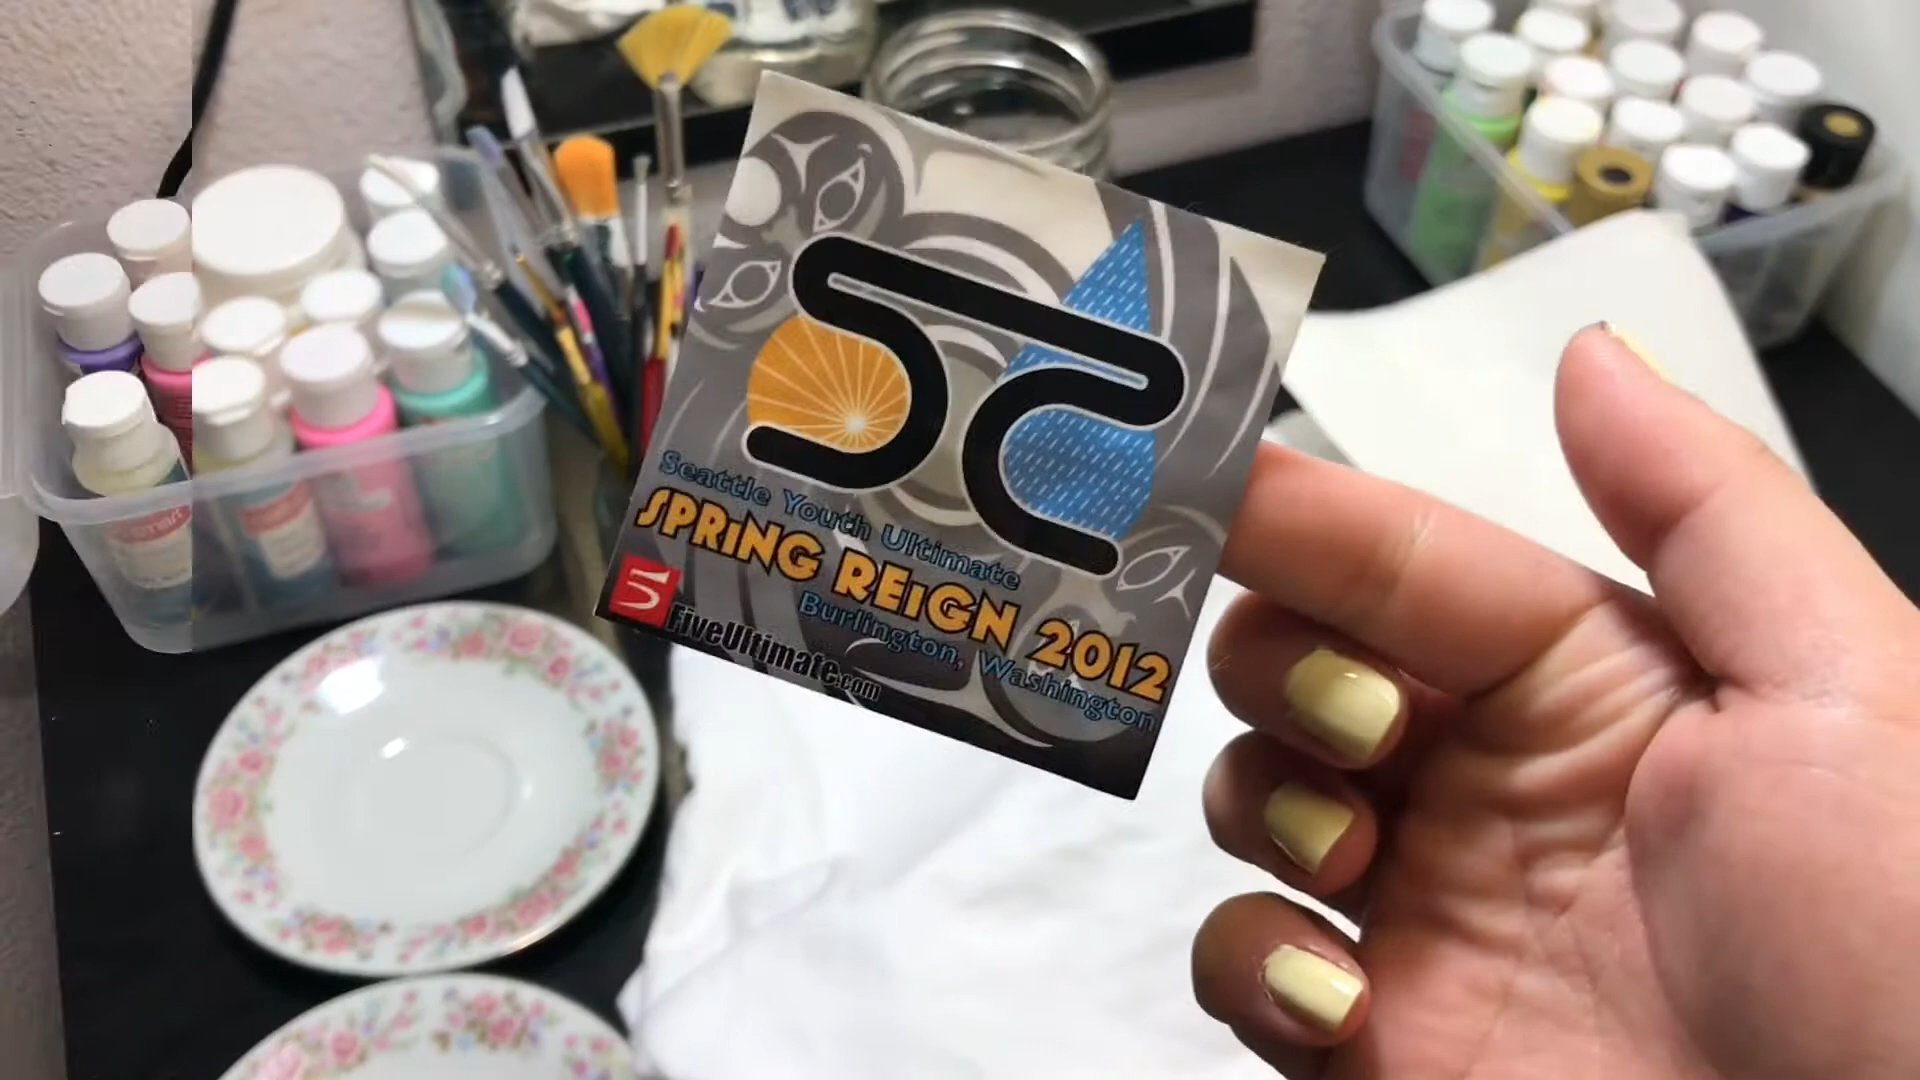 Seattle Youth Ultimate
SPRiNG REiGN 2012
Burlington, Washington
FiveUltimate.com